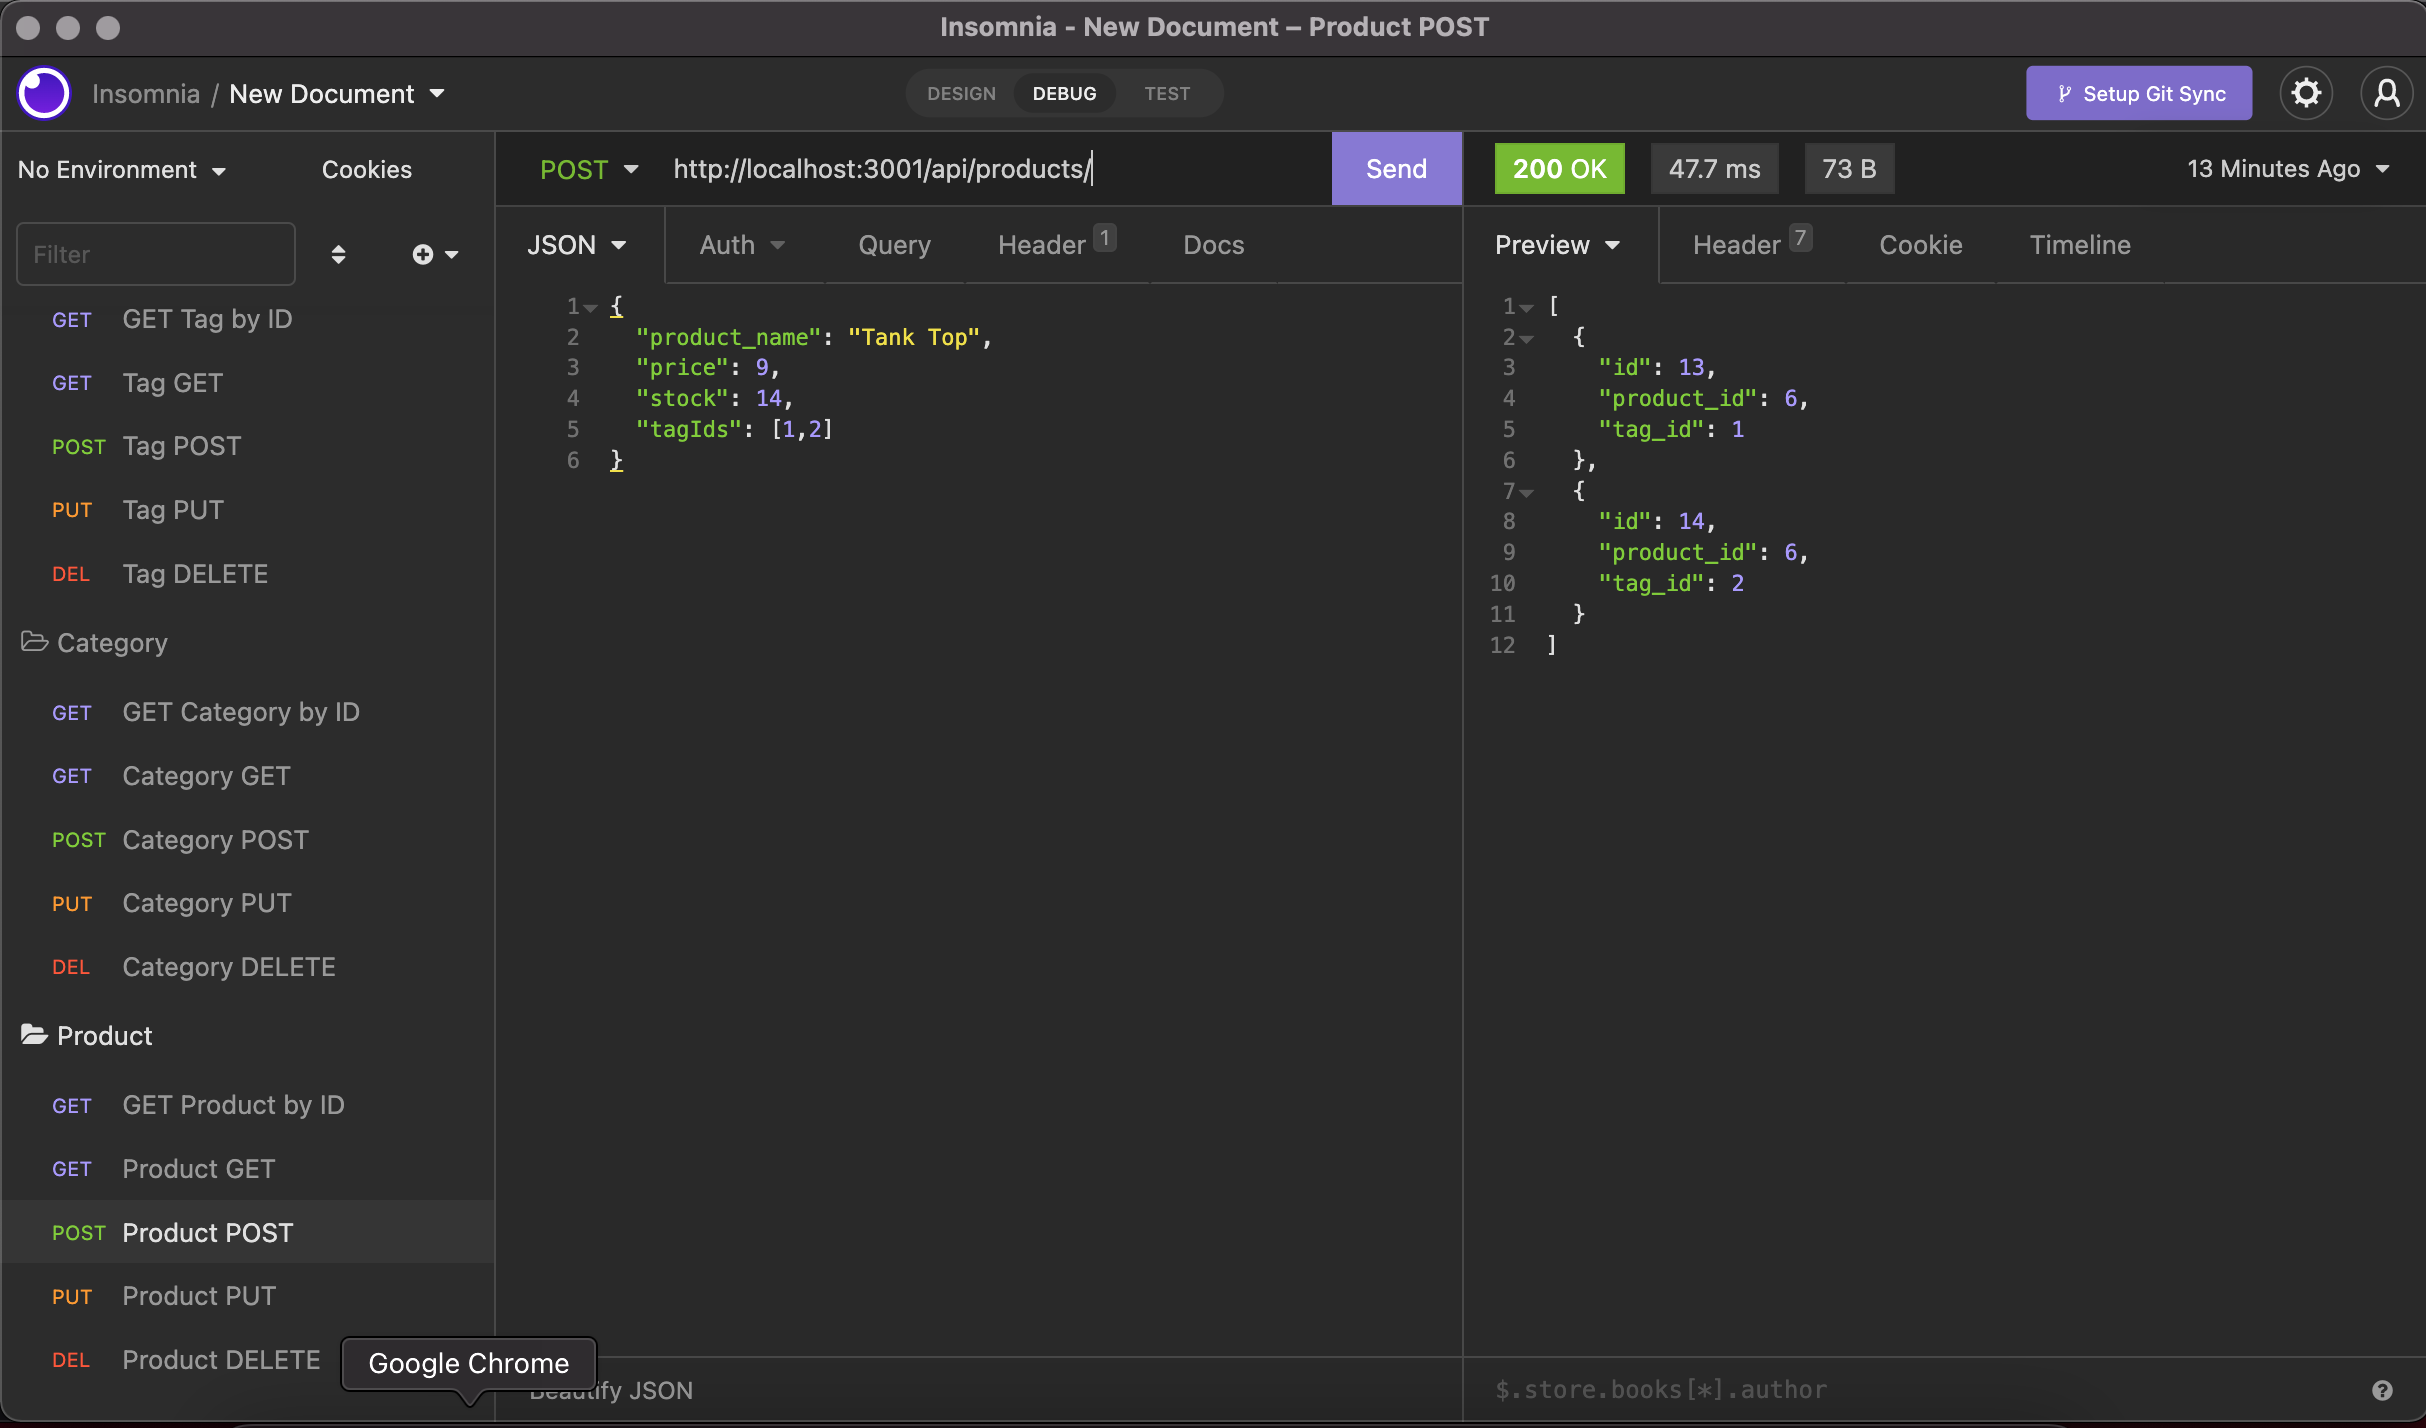 Insomnia - New Document – Product POST
Insomnia / New Document
DESIGN DEBUG TEST
Setup Git Sync
No Environment Cookies
Filter
GET GET Tag by ID
GET Tag GET
POST Tag POST
PUT Tag PUT
DEL Tag DELETE
Category
GET GET Category by ID
GET Category GET
POST Category POST
PUT Category PUT
DEL Category DELETE
Product
GET GET Product by ID
GET Product GET
POST Product POST
PUT Product PUT
DEL Product DELETE
Google Chrome
POST http://localhost:3001/api/products/ Send
JSON Auth Query Header 1 Docs
1 {
2 "product_name": "Tank Top",
3 "price": 9,
4 "stock": 14,
5 "tagIds": [1,2]
6 }
Beautify JSON
200 OK 47.7 ms 73 B 13 Minutes Ago
Preview Header 7 Cookie Timeline
1 [
2 {
3 "id": 13,
4 "product_id": 6,
5 "tag_id": 1
6 },
7 {
8 "id": 14,
9 "product_id": 6,
10 "tag_id": 2
11 }
12 ]
$.store.books[*].author
?